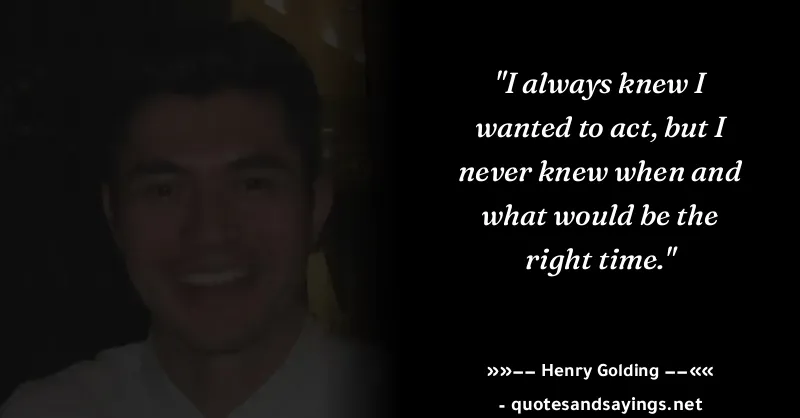 "I always knew I
wanted to act, but I
never knew when and
what would be the
right time."
»»−− Henry Golding −−««
- quotesandsayings.net